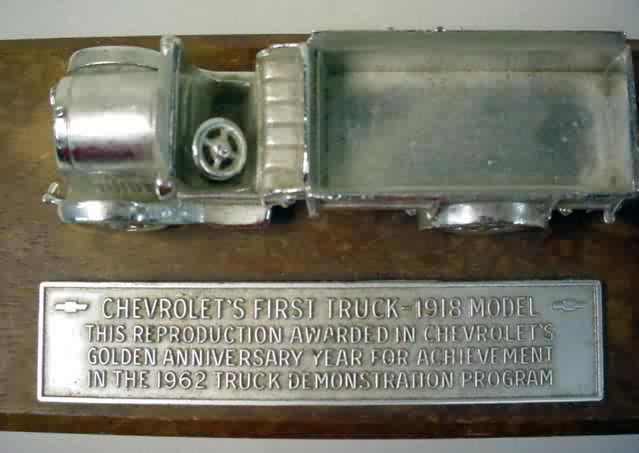 CHEVROLET'S FIRST TRUCK-1918 MODEL
THIS REPRODUCTION AWARDED IN CHEVROLET'S
GOLDEN ANNIVERSARY YEAR FOR ACHIEVEMENT
IN THE 1962 TRUCK DEMONSTRATION PROGRAM